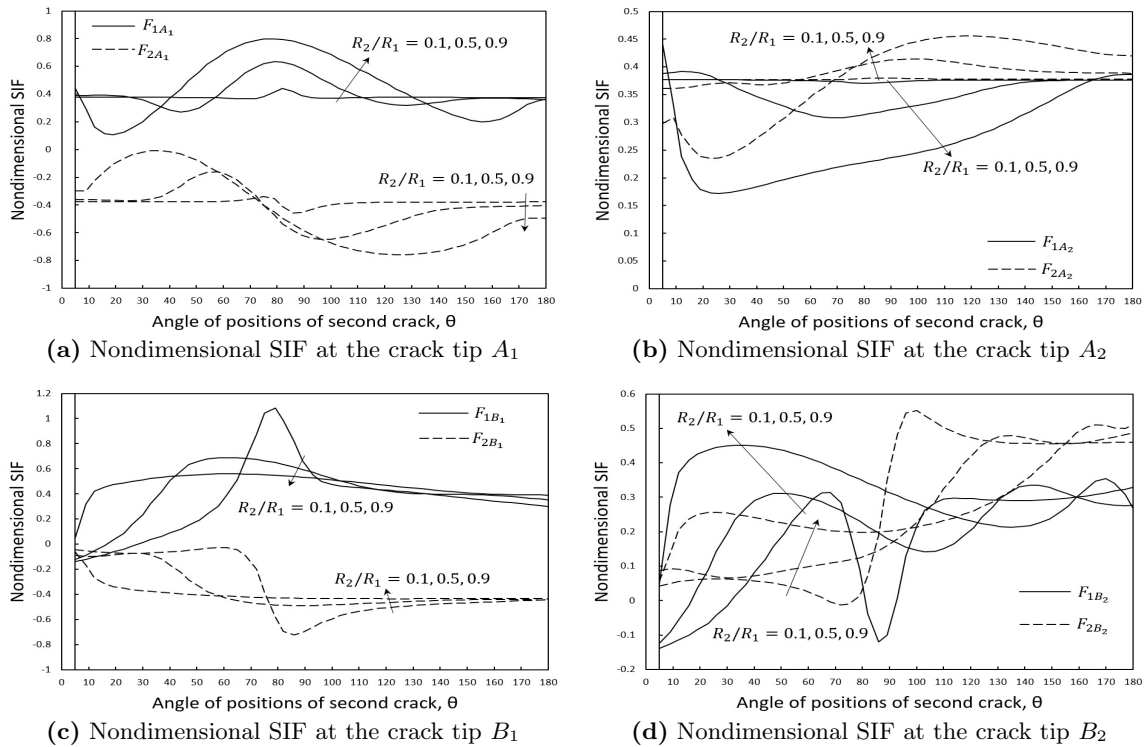 Nondimensional SIF
1
0.8
0.6
0.4
0.2
0
-0.2
-0.4
-0.6
-0.8
-1
F₁A₁
F₂A₁
R₂/R₁ = 0.1, 0.5, 0.9
R₂/R₁ = 0.1, 0.5, 0.9
0 10 20 30 40 50 60 70 80 90 100 110 120 130 140 150 160 170 180
Angle of positions of second crack, θ
(a) Nondimensional SIF at the crack tip A₁
Nondimensional SIF
0.5
0.45
0.4
0.35
0.3
0.25
0.2
0.15
0.1
0.05
0
R₂/R₁ = 0.1, 0.5, 0.9
R₂/R₁ = 0.1, 0.5, 0.9
F₁A₂
F₂A₂
0 10 20 30 40 50 60 70 80 90 100 110 120 130 140 150 160 170 180
Angle of positions of second crack, θ
(b) Nondimensional SIF at the crack tip A₂
Nondimensional SIF
1.2
1
0.8
0.6
0.4
0.2
0
-0.2
-0.4
-0.6
-0.8
-1
F₁B₁
F₂B₁
R₂/R₁ = 0.1, 0.5, 0.9
R₂/R₁ = 0.1, 0.5, 0.9
0 10 20 30 40 50 60 70 80 90 100 110 120 130 140 150 160 170 180
Angle of positions of second crack, θ
(c) Nondimensional SIF at the crack tip B₁
Nondimensional SIF
0.6
0.5
0.4
0.3
0.2
0.1
0
-0.1
-0.2
R₂/R₁ = 0.1, 0.5, 0.9
R₂/R₁ = 0.1, 0.5, 0.9
F₁B₂
F₂B₂
0 10 20 30 40 50 60 70 80 90 100 110 120 130 140 150 160 170 180
Angle of positions of second crack, θ
(d) Nondimensional SIF at the crack tip B₂